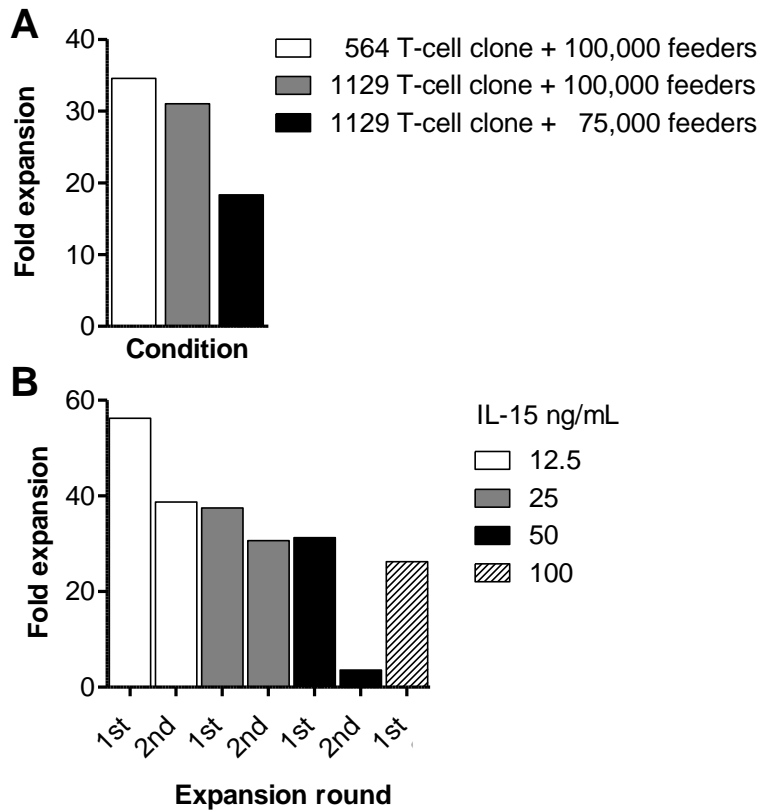 A
40
30
20
10
0
Fold expansion
Condition
564 T-cell clone + 100,000 feeders
1129 T-cell clone + 100,000 feeders
1129 T-cell clone + 75,000 feeders
B
60
40
20
0
Fold expansion
1st
2nd
1st
2nd
1st
2nd
1st
Expansion round
IL-15 ng/mL
12.5
25
50
100